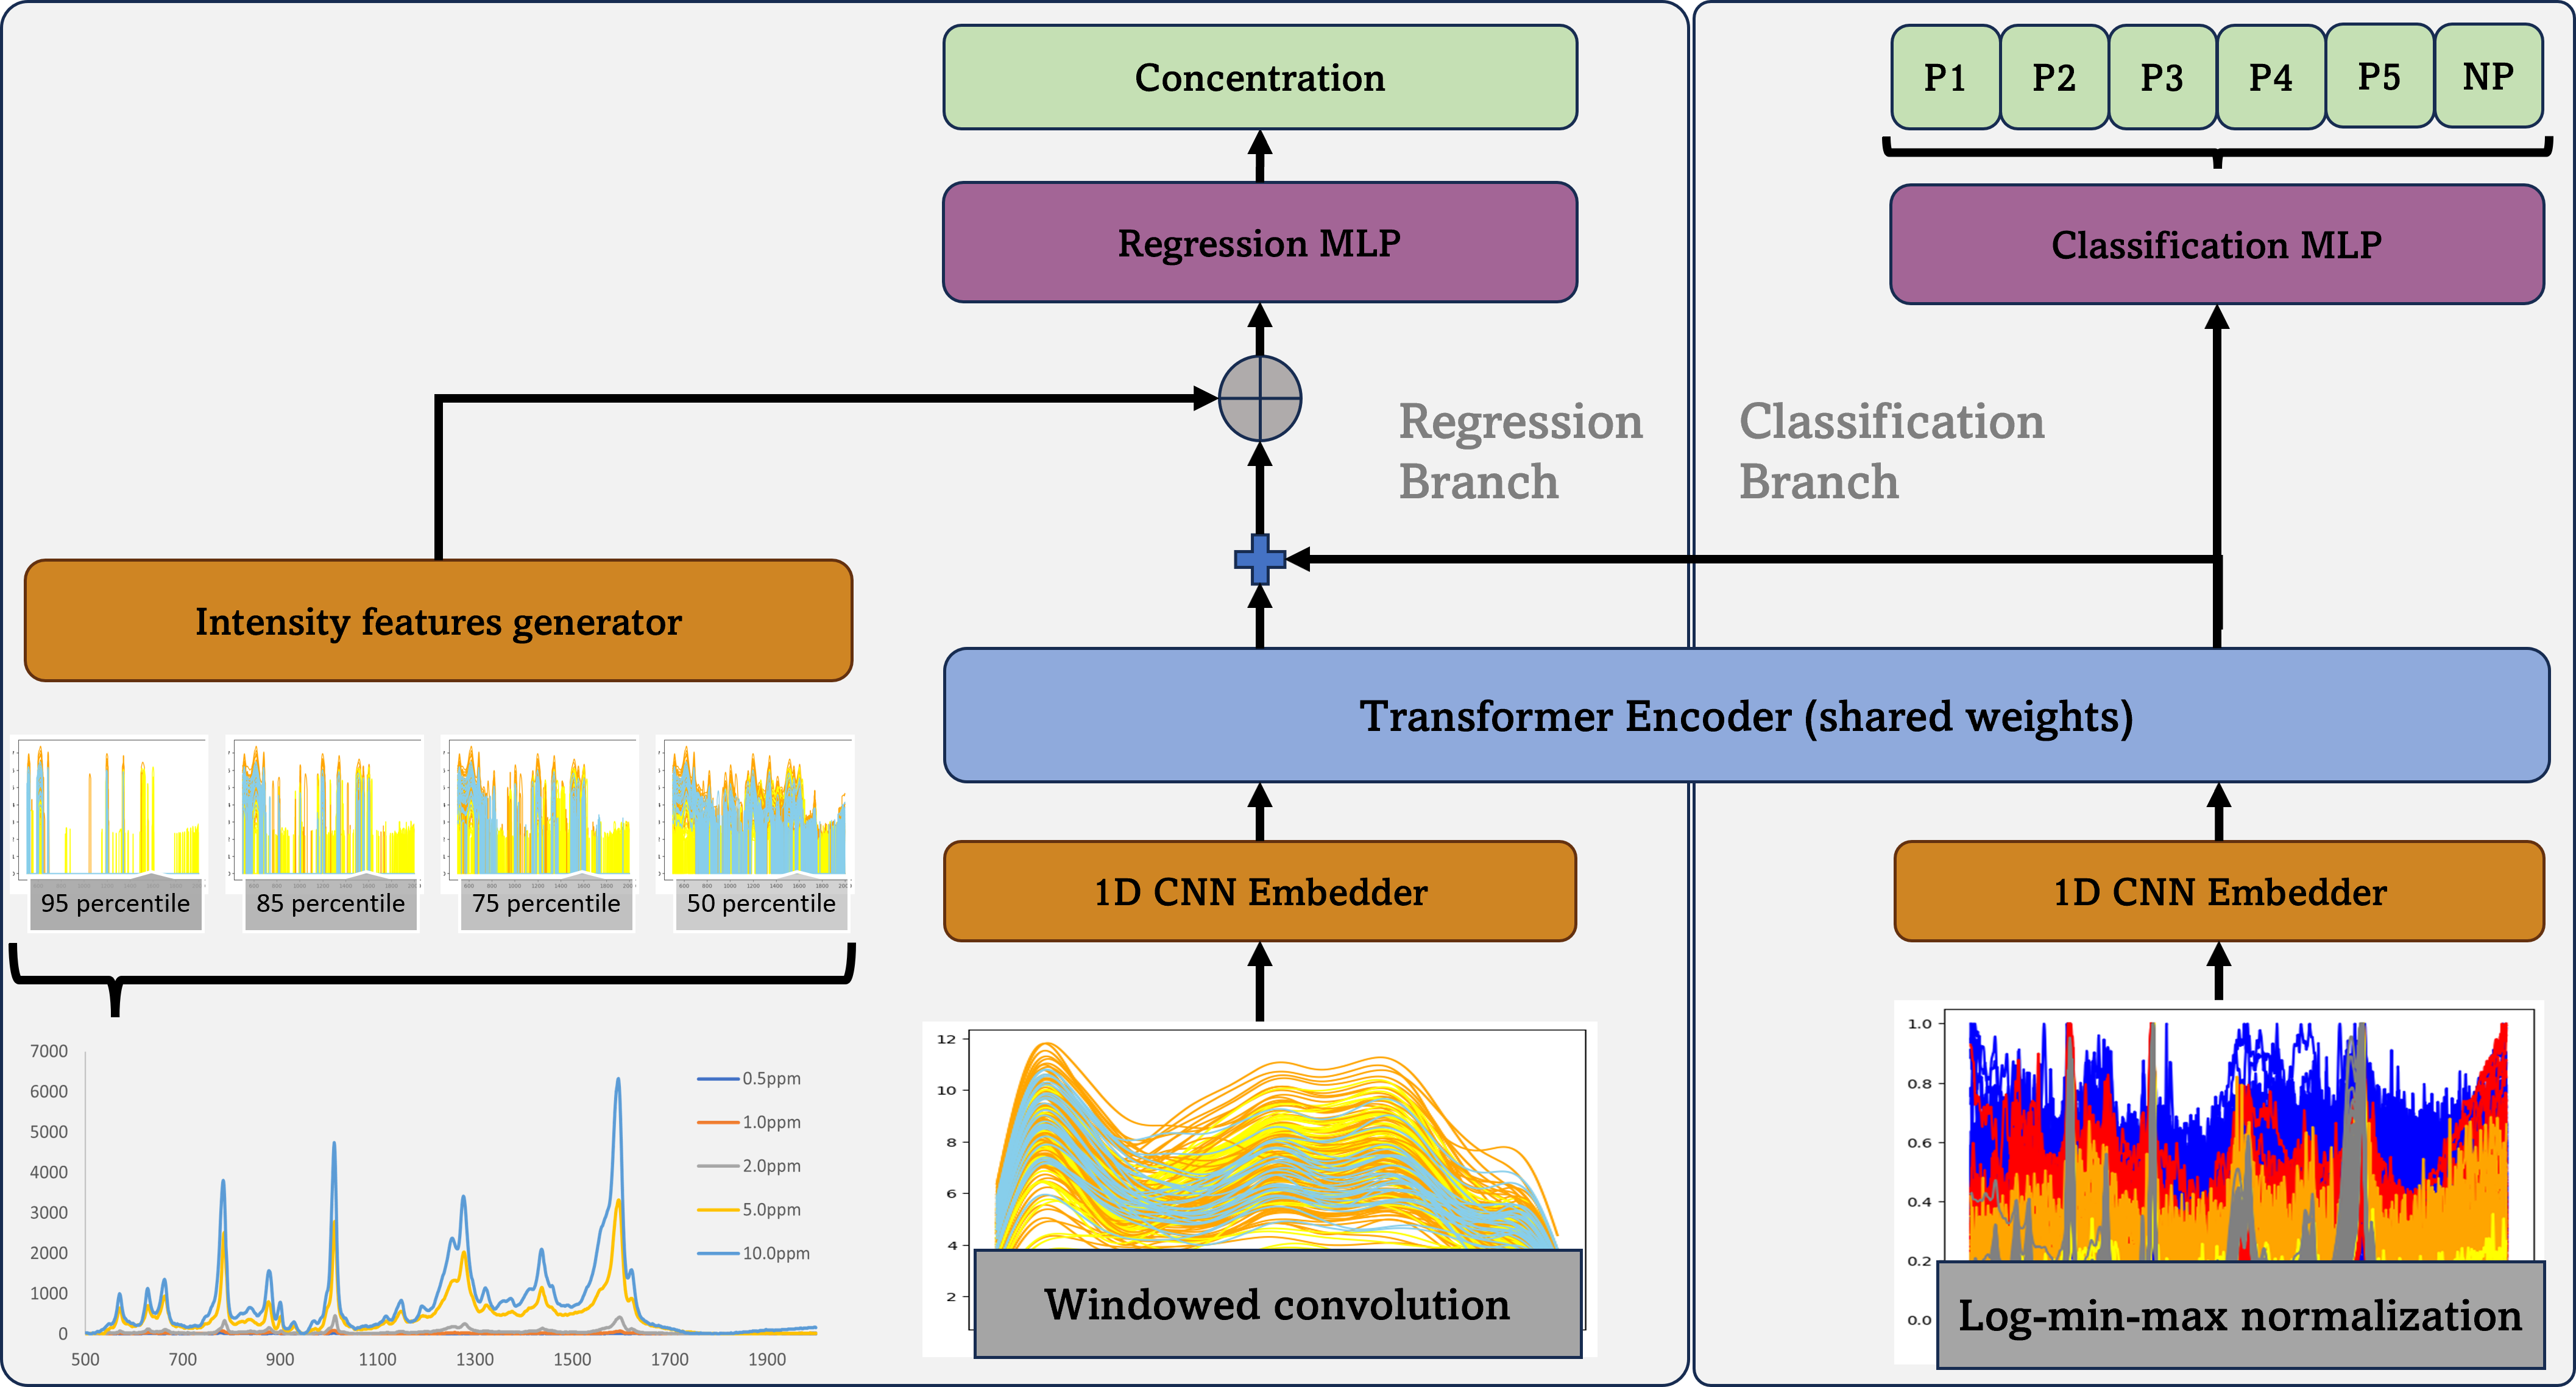 Concentration
P1 P2 P3 P4 P5 NP
Regression MLP
Classification MLP
Regression
Branch
Classification
Branch
Intensity features generator
Transformer Encoder (shared weights)
95 percentile
85 percentile
75 percentile
50 percentile
1D CNN Embedder
1D CNN Embedder
7000
6000
5000
4000
3000
2000
1000
0
500 700 900 1100 1300 1500 1700 1900
0.5ppm
1.0ppm
2.0ppm
5.0ppm
10.0ppm
12
10
8
6
4
2
Windowed convolution
1.0
0.8
0.6
0.4
0.2
0.0
Log-min-max normalization